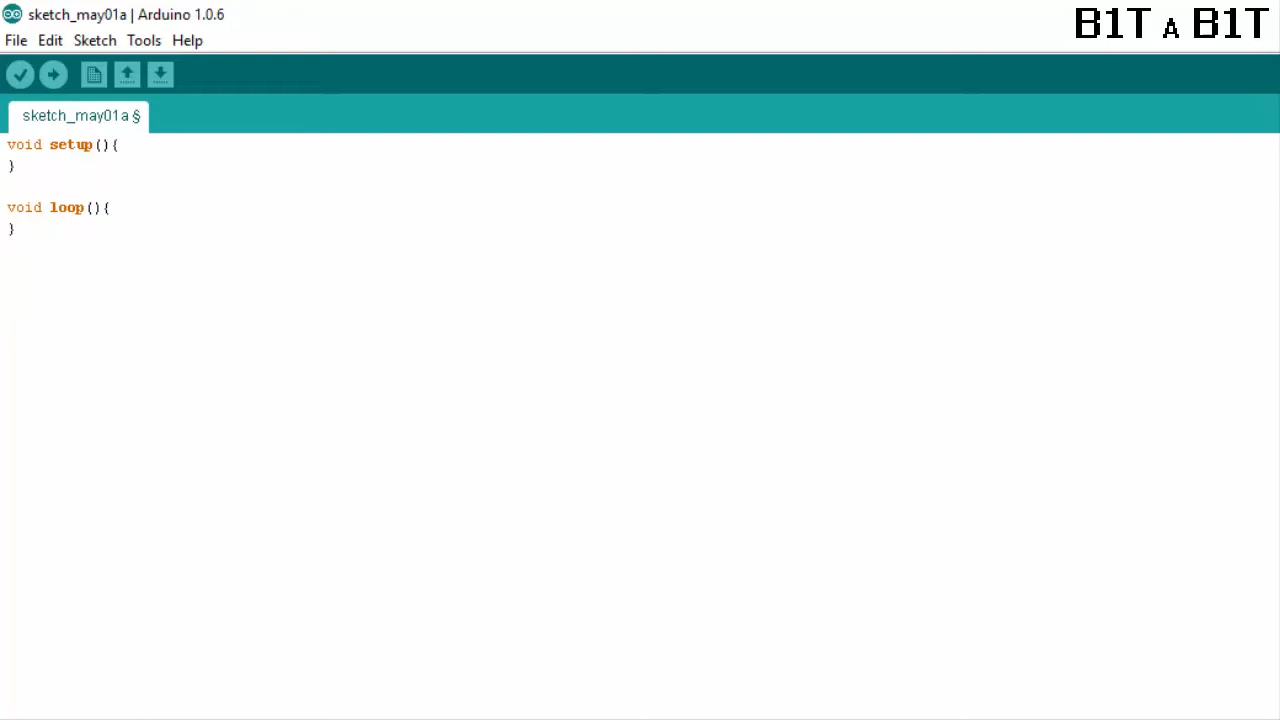 sketch_may01a | Arduino 1.0.6
B1T A B1T
File Edit Sketch Tools Help
sketch_may01a §
void setup(){
}
void loop(){
}